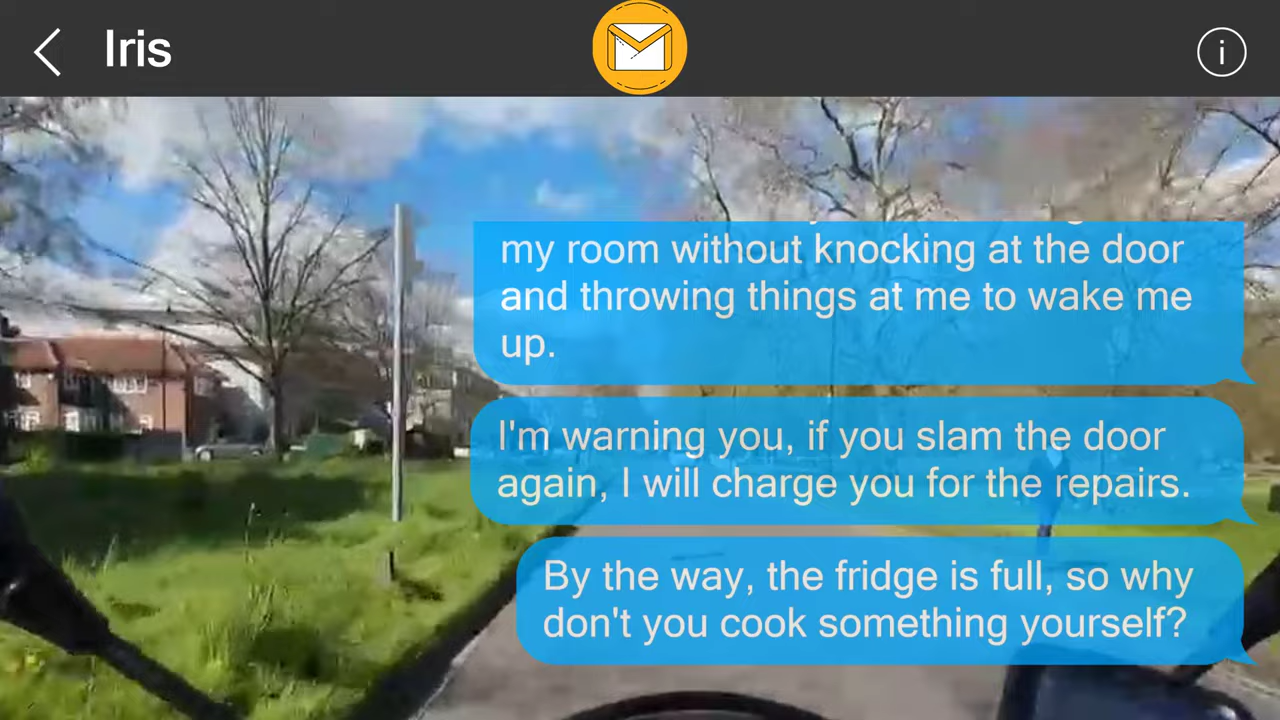 Iris
i
my room without knocking at the door
and throwing things at me to wake me
up.
I'm warning you, if you slam the door
again, I will charge you for the repairs.
By the way, the fridge is full, so why
don't you cook something yourself?